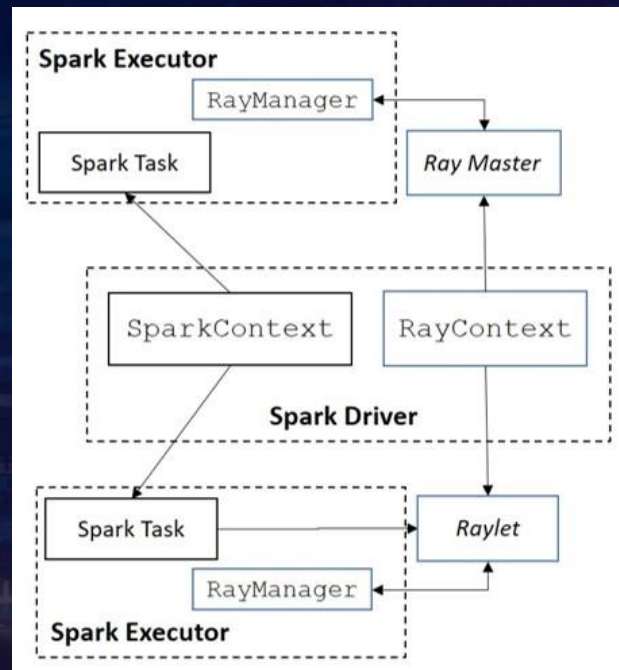 Spark Executor
RayManager
Spark Task
Ray Master
SparkContext
RayContext
Spark Driver
Spark Task
Raylet
RayManager
Spark Executor